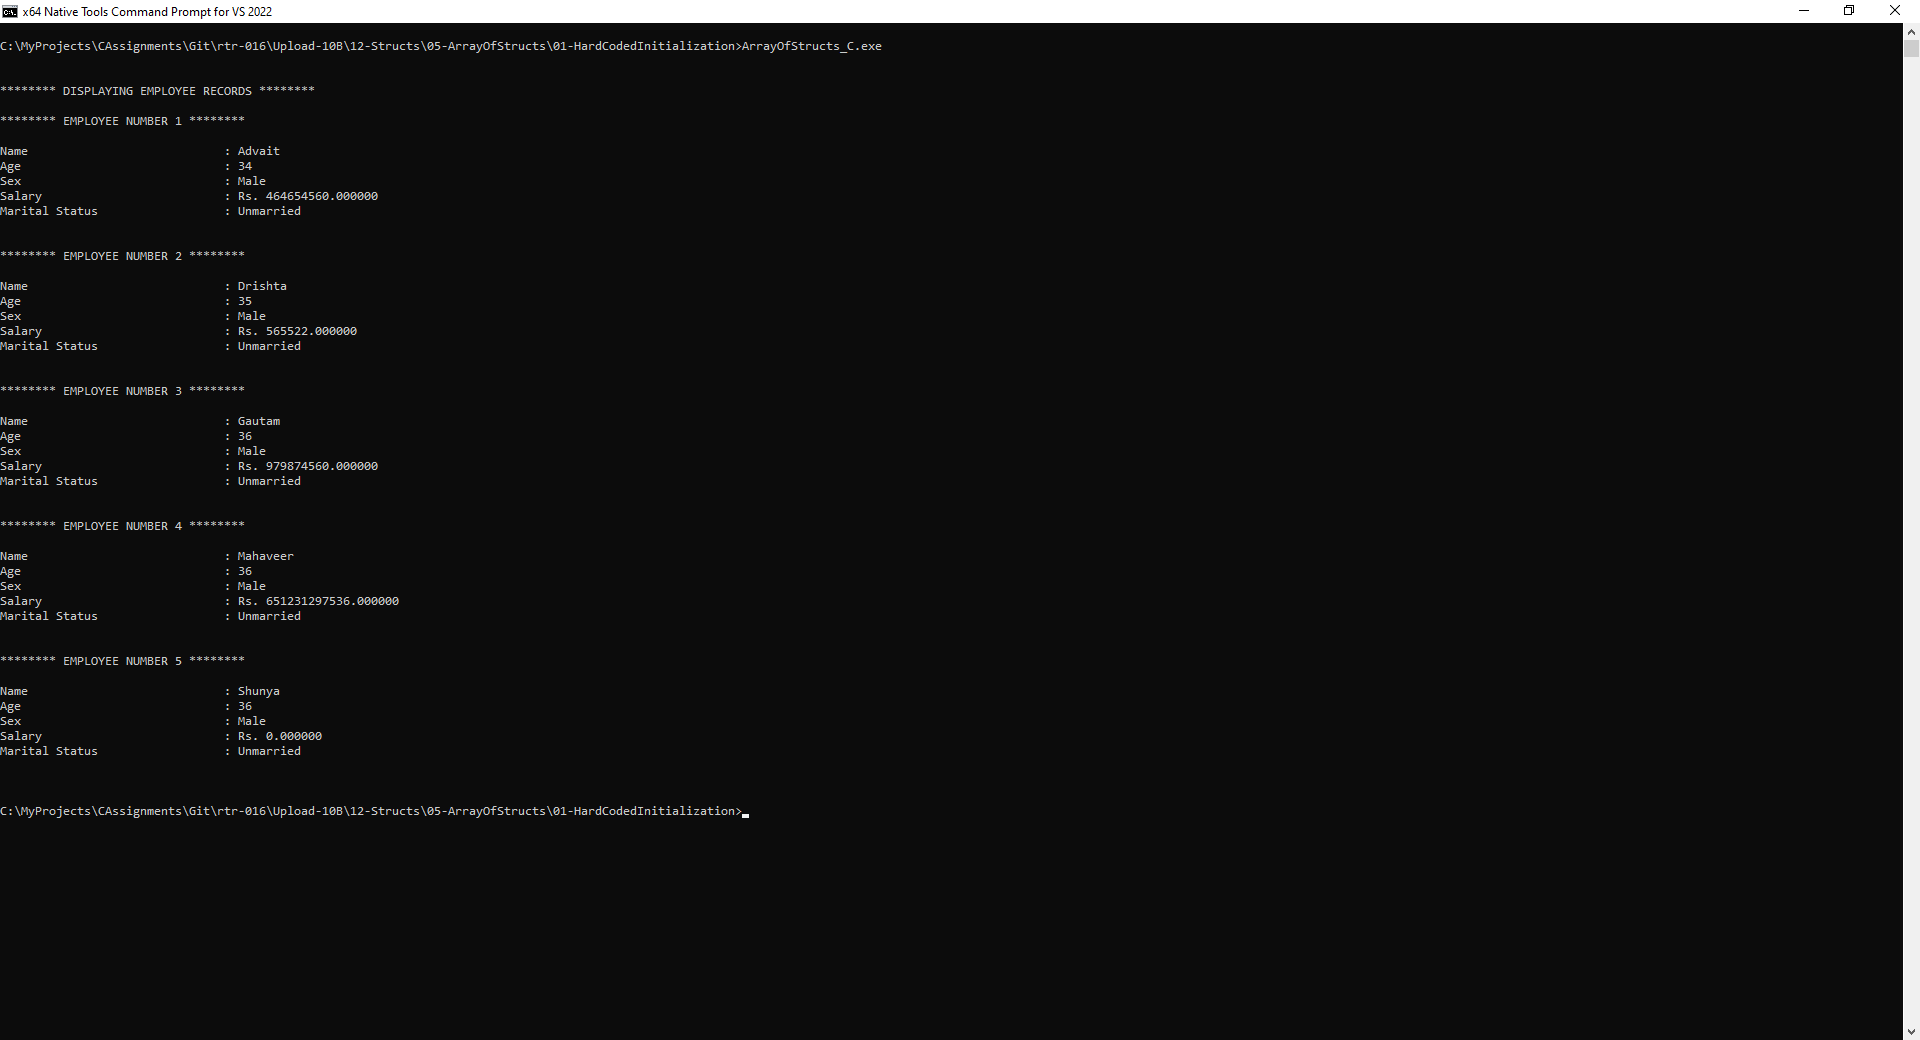 x64 Native Tools Command Prompt for VS 2022
C:\MyProjects\CAssignments\Git\rtr-016\Upload-10B\12-Structs\05-ArrayOfStructs\01-HardCodedInitialization>ArrayOfStructs_C.exe
******** DISPLAYING EMPLOYEE RECORDS ********
******** EMPLOYEE NUMBER 1 ********
Name : Advait
Age : 34
Sex : Male
Salary : Rs. 464654560.000000
Marital Status : Unmarried
******** EMPLOYEE NUMBER 2 ********
Name : Drishta
Age : 35
Sex : Male
Salary : Rs. 565522.000000
Marital Status : Unmarried
******** EMPLOYEE NUMBER 3 ********
Name : Gautam
Age : 36
Sex : Male
Salary : Rs. 979874560.000000
Marital Status : Unmarried
******** EMPLOYEE NUMBER 4 ********
Name : Mahaveer
Age : 36
Sex : Male
Salary : Rs. 651231297536.000000
Marital Status : Unmarried
******** EMPLOYEE NUMBER 5 ********
Name : Shunya
Age : 36
Sex : Male
Salary : Rs. 0.000000
Marital Status : Unmarried
C:\MyProjects\CAssignments\Git\rtr-016\Upload-10B\12-Structs\05-ArrayOfStructs\01-HardCodedInitialization>